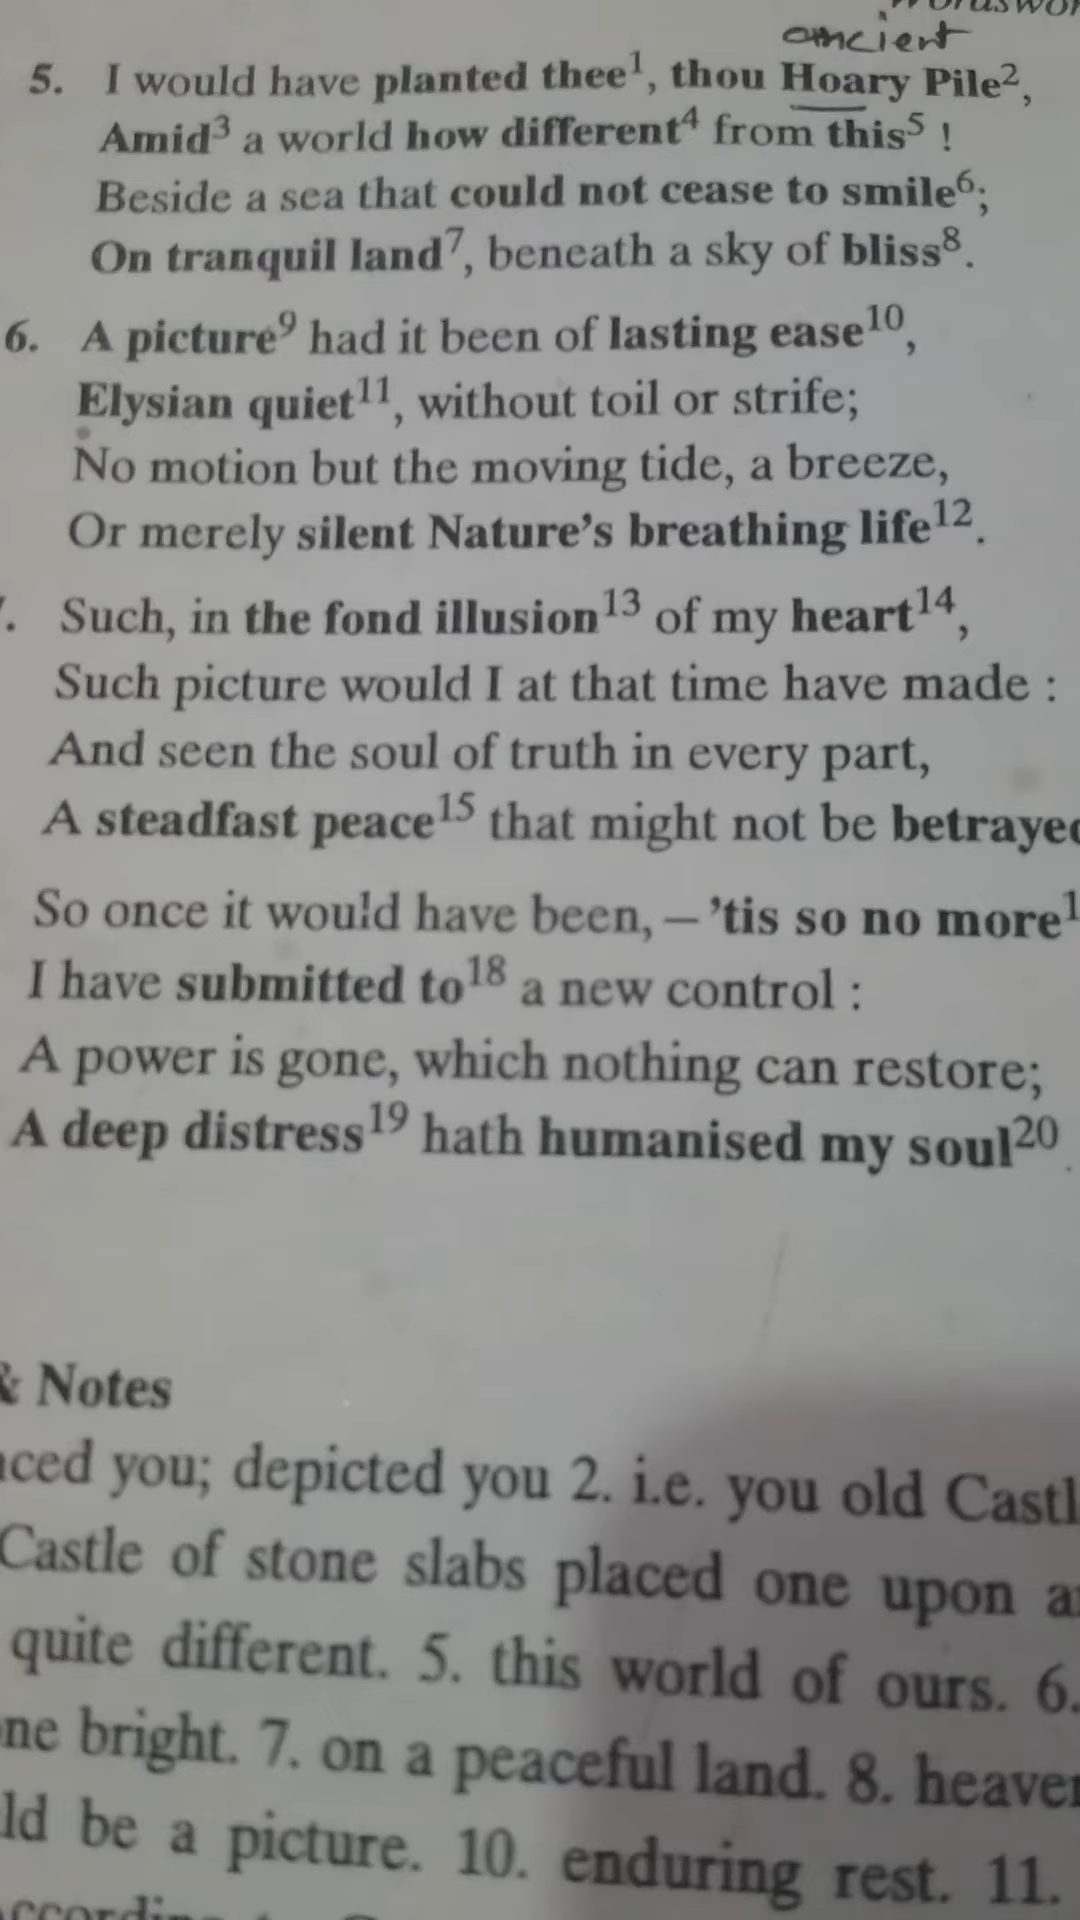 ancient
5. I would have planted thee¹, thou Hoary Pile²,
Amid³ a world how different⁴ from this⁵ !
Beside a sea that could not cease to smile⁶;
On tranquil land⁷, beneath a sky of bliss⁸.
6. A picture⁹ had it been of lasting ease¹⁰,
Elysian quiet¹¹, without toil or strife;
No motion but the moving tide, a breeze,
Or merely silent Nature's breathing life¹².
. Such, in the fond illusion¹³ of my heart¹⁴,
Such picture would I at that time have made :
And seen the soul of truth in every part,
A steadfast peace¹⁵ that might not be betraye
So once it would have been, – 'tis so no more¹
I have submitted to¹⁸ a new control :
A power is gone, which nothing can restore;
A deep distress¹⁹ hath humanised my soul²⁰.
& Notes
ced you; depicted you 2. i.e. you old Castl
Castle of stone slabs placed one upon a
quite different. 5. this world of ours. 6.
ne bright. 7. on a peaceful land. 8. heave
ld be a picture. 10. enduring rest. 11.